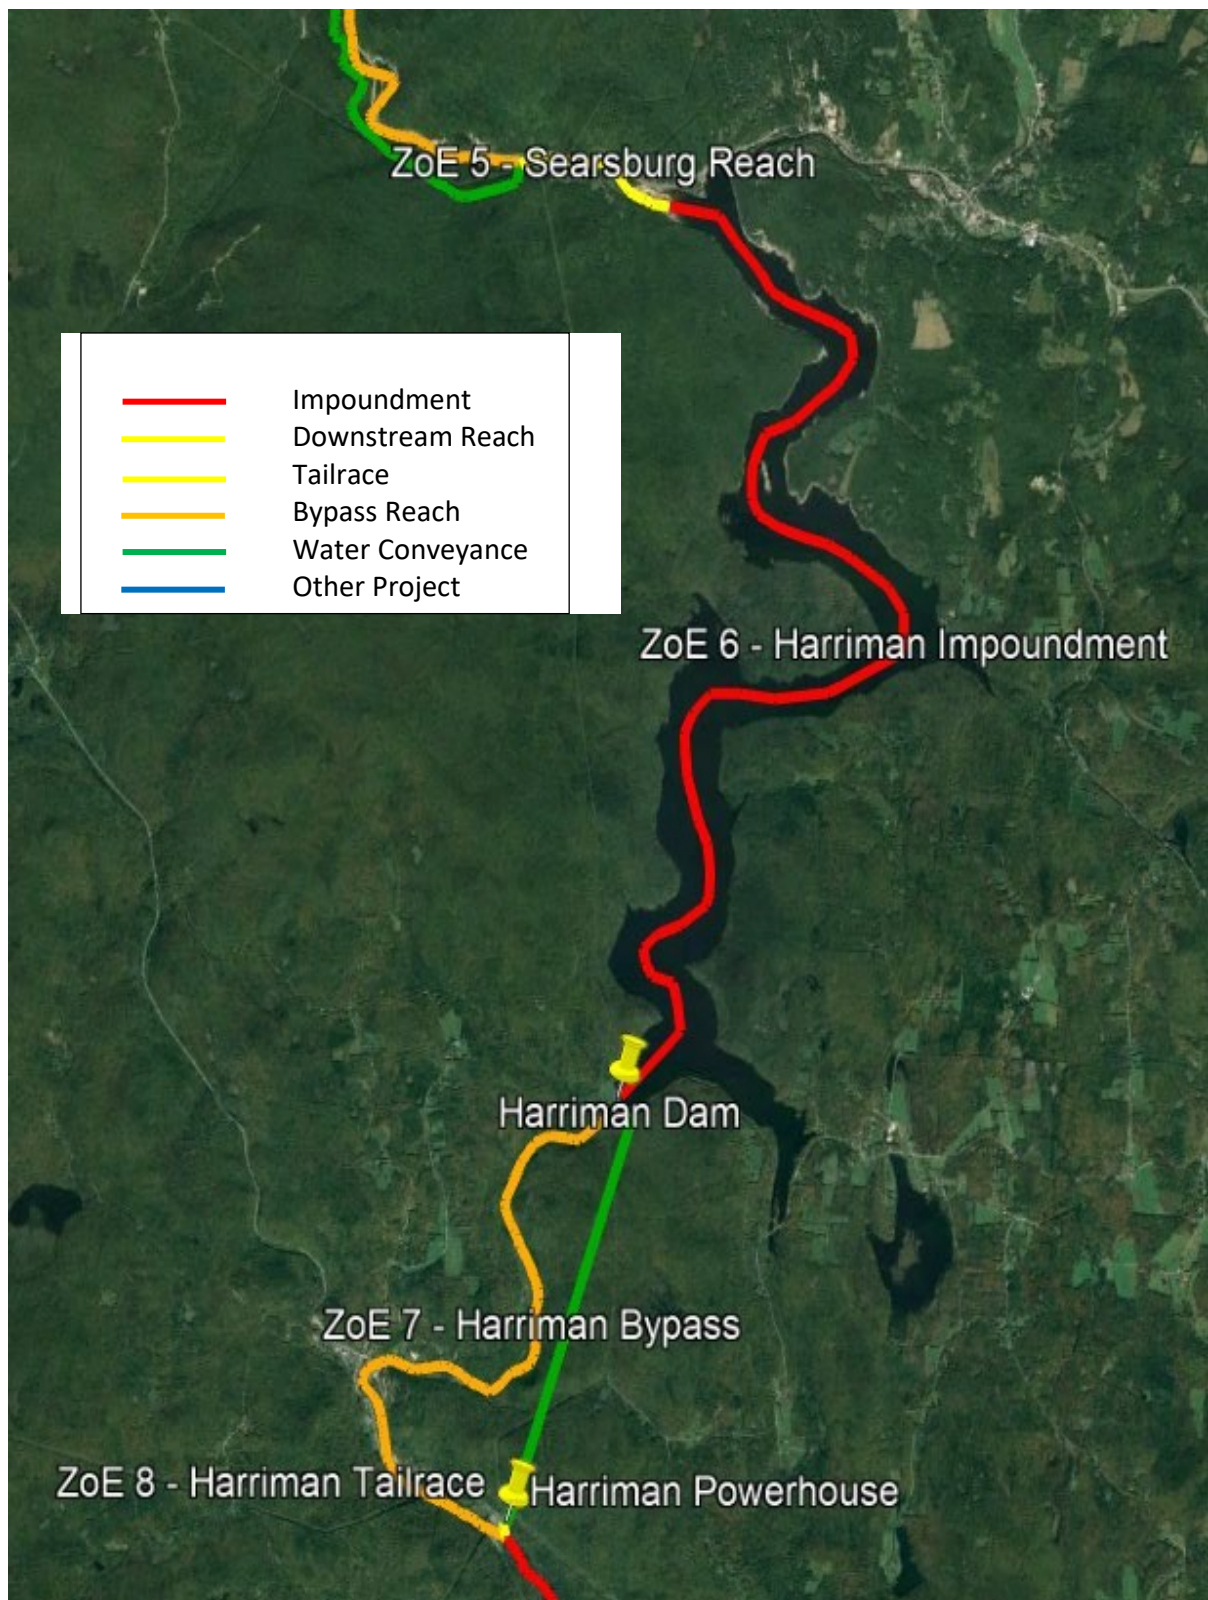 ZoE 5 - Searsburg Reach
Impoundment
Downstream Reach
Tailrace
Bypass Reach
Water Conveyance
Other Project
ZoE 6 - Harriman Impoundment
Harriman Dam
ZoE 7 - Harriman Bypass
ZoE 8 - Harriman Tailrace
Harriman Powerhouse